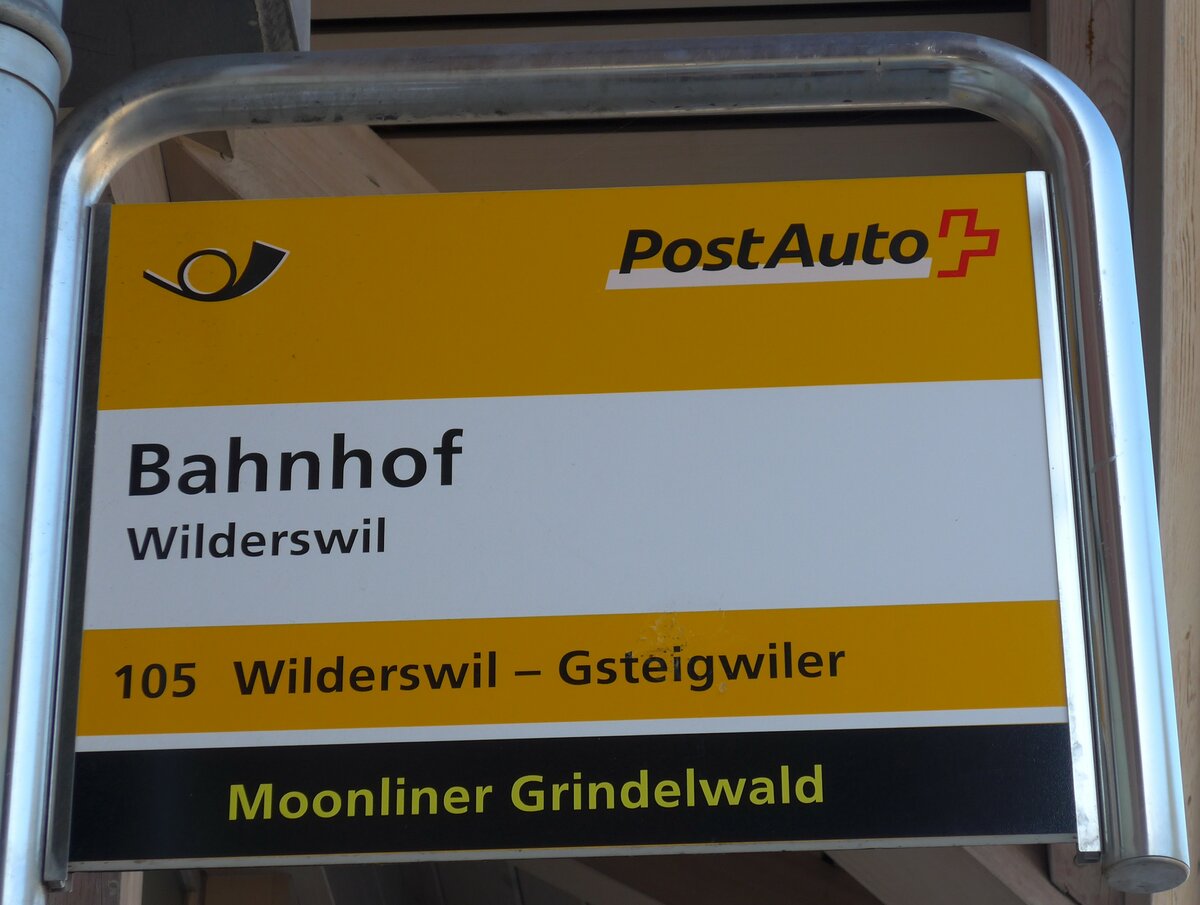 PostAuto
Bahnhof
Wilderswil
105 Wilderswil – Gsteigwiler
Moonliner Grindelwald